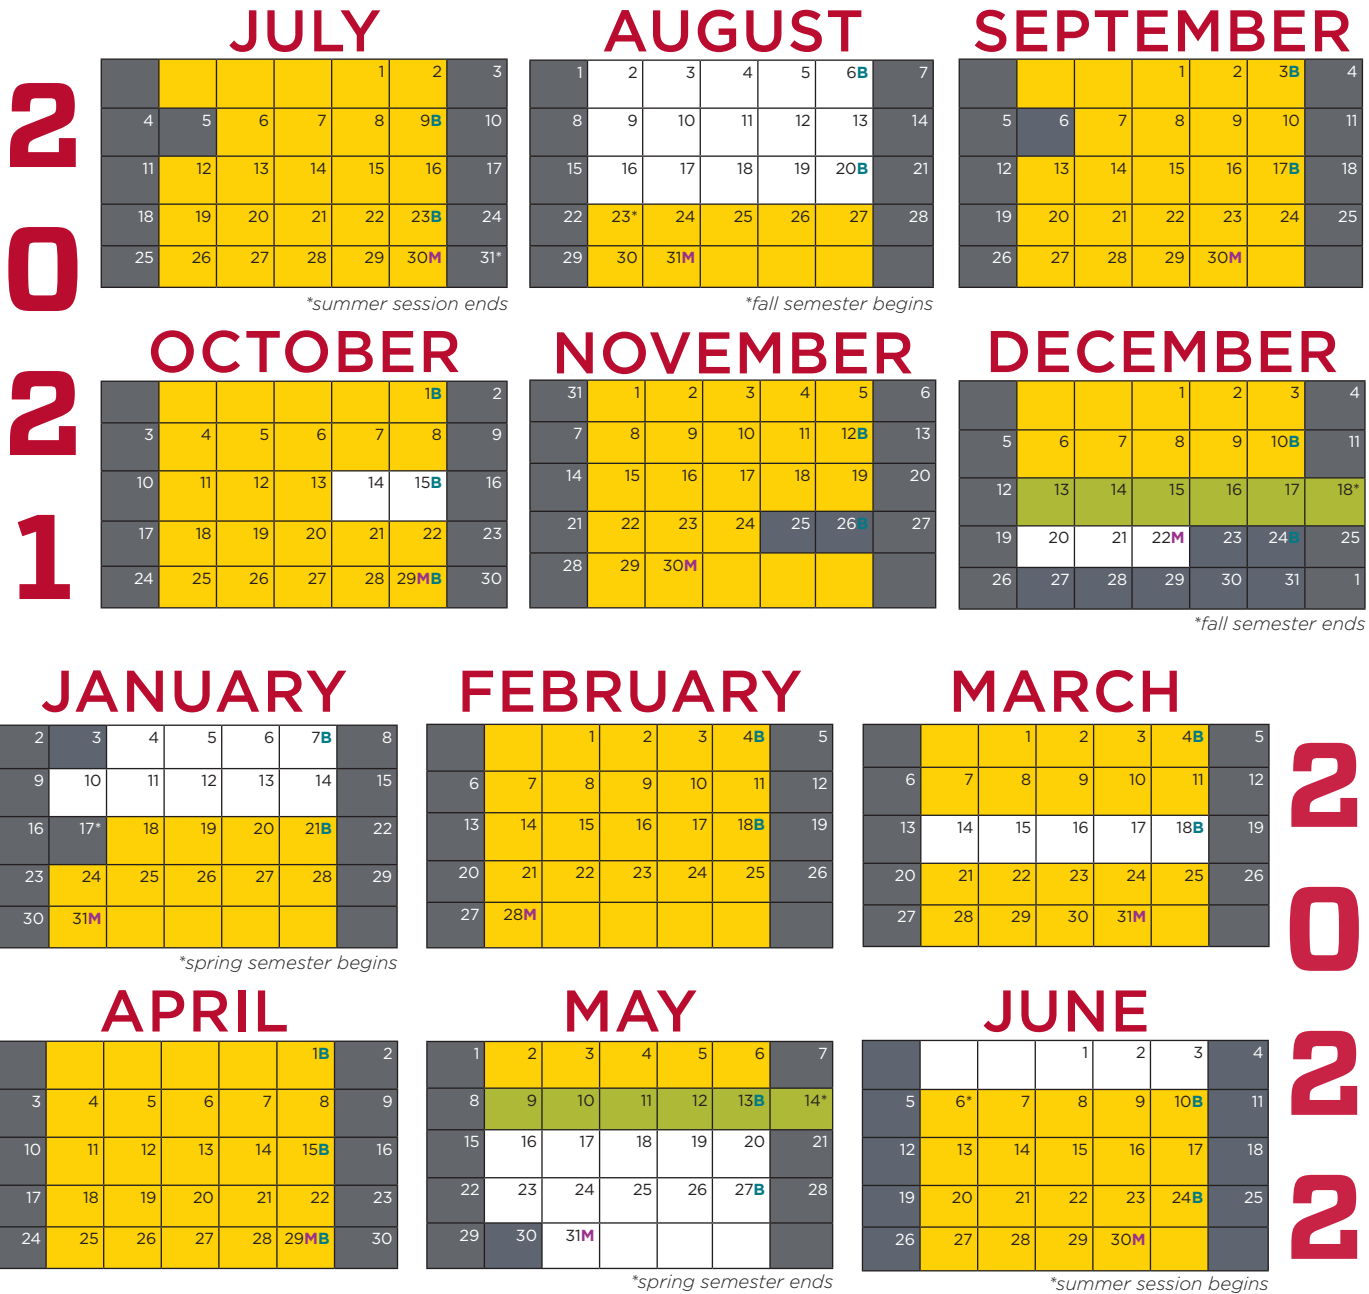 JULY AUGUST SEPTEMBER
2
0
2
1
1 2 3
4 5 6 7 8 9B 10
11 12 13 14 15 16 17
18 19 20 21 22 23B 24
25 26 27 28 29 30M 31*
*summer session ends
1 2 3 4 5 6B 7
8 9 10 11 12 13 14
15 16 17 18 19 20B 21
22 23* 24 25 26 27 28
29 30 31M
*fall semester begins
1 2 3B 4
5 6 7 8 9 10 11
12 13 14 15 16 17B 18
19 20 21 22 23 24 25
26 27 28 29 30M
OCTOBER NOVEMBER DECEMBER
1B 2
3 4 5 6 7 8 9
10 11 12 13 14 15B 16
17 18 19 20 21 22 23
24 25 26 27 28 29MB 30
31 1 2 3 4 5 6
7 8 9 10 11 12B 13
14 15 16 17 18 19 20
21 22 23 24 25 26B 27
28 29 30M
1 2 3 4
5 6 7 8 9 10B 11
12 13 14 15 16 17 18*
19 20 21 22M 23 24B 25
26 27 28 29 30 31 1
*fall semester ends
JANUARY FEBRUARY MARCH
2 3 4 5 6 7B 8
9 10 11 12 13 14 15
16 17* 18 19 20 21B 22
23 24 25 26 27 28 29
30 31M
*spring semester begins
1 2 3 4B 5
6 7 8 9 10 11 12
13 14 15 16 17 18B 19
20 21 22 23 24 25 26
27 28M
1 2 3 4B 5
6 7 8 9 10 11 12
13 14 15 16 17 18B 19
20 21 22 23 24 25 26
27 28 29 30 31M
2
0
2
2
APRIL MAY JUNE
1B 2
3 4 5 6 7 8 9
10 11 12 13 14 15B 16
17 18 19 20 21 22 23
24 25 26 27 28 29MB 30
1 2 3 4 5 6 7
8 9 10 11 12 13B 14*
15 16 17 18 19 20 21
22 23 24 25 26 27B 28
29 30 31M
*spring semester ends
1 2 3 4
5 6* 7 8 9 10B 11
12 13 14 15 16 17 18
19 20 21 22 23 24B 25
26 27 28 29 30M
*summer session begins